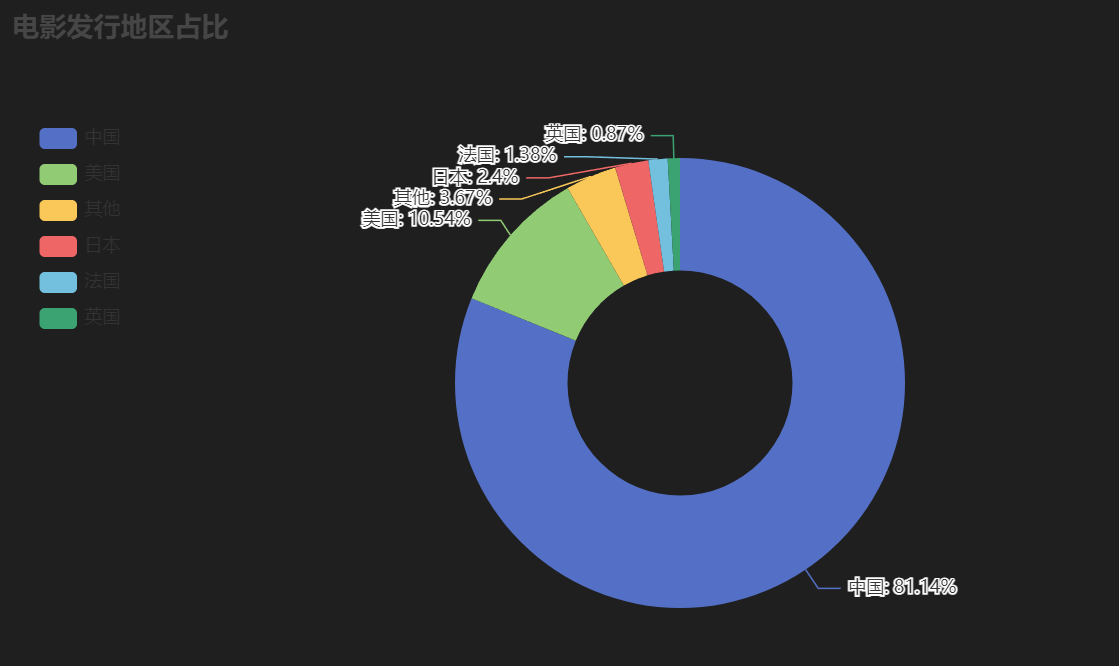 电影发行地区占比
中国
美国
其他
日本
法国
英国
英国: 0.87%
法国: 1.38%
日本: 2.4%
其他: 3.67%
美国: 10.54%
中国: 81.14%